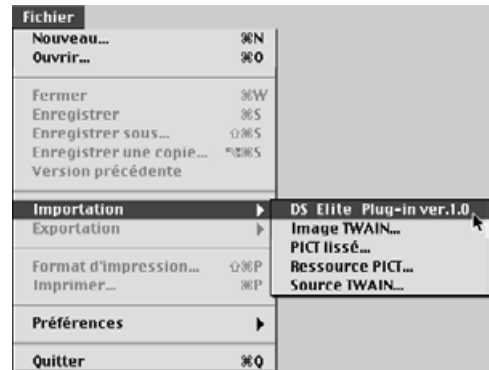 Fichier
Nouveau... ⌘N
Ouvrir... ⌘O
Fermer ⌘W
Enregistrer ⌘S
Enregistrer sous... ⇧⌘S
Enregistrer une copie... ⌥⌘S
Version précédente
Importation
DS Elite Plug-in ver.1.0
Exportation
Image TWAIN...
PICT lissé...
Format d'impression... ⇧⌘P
Ressource PICT...
Imprimer... ⌘P
Source TWAIN...
Préférences
Quitter ⌘Q